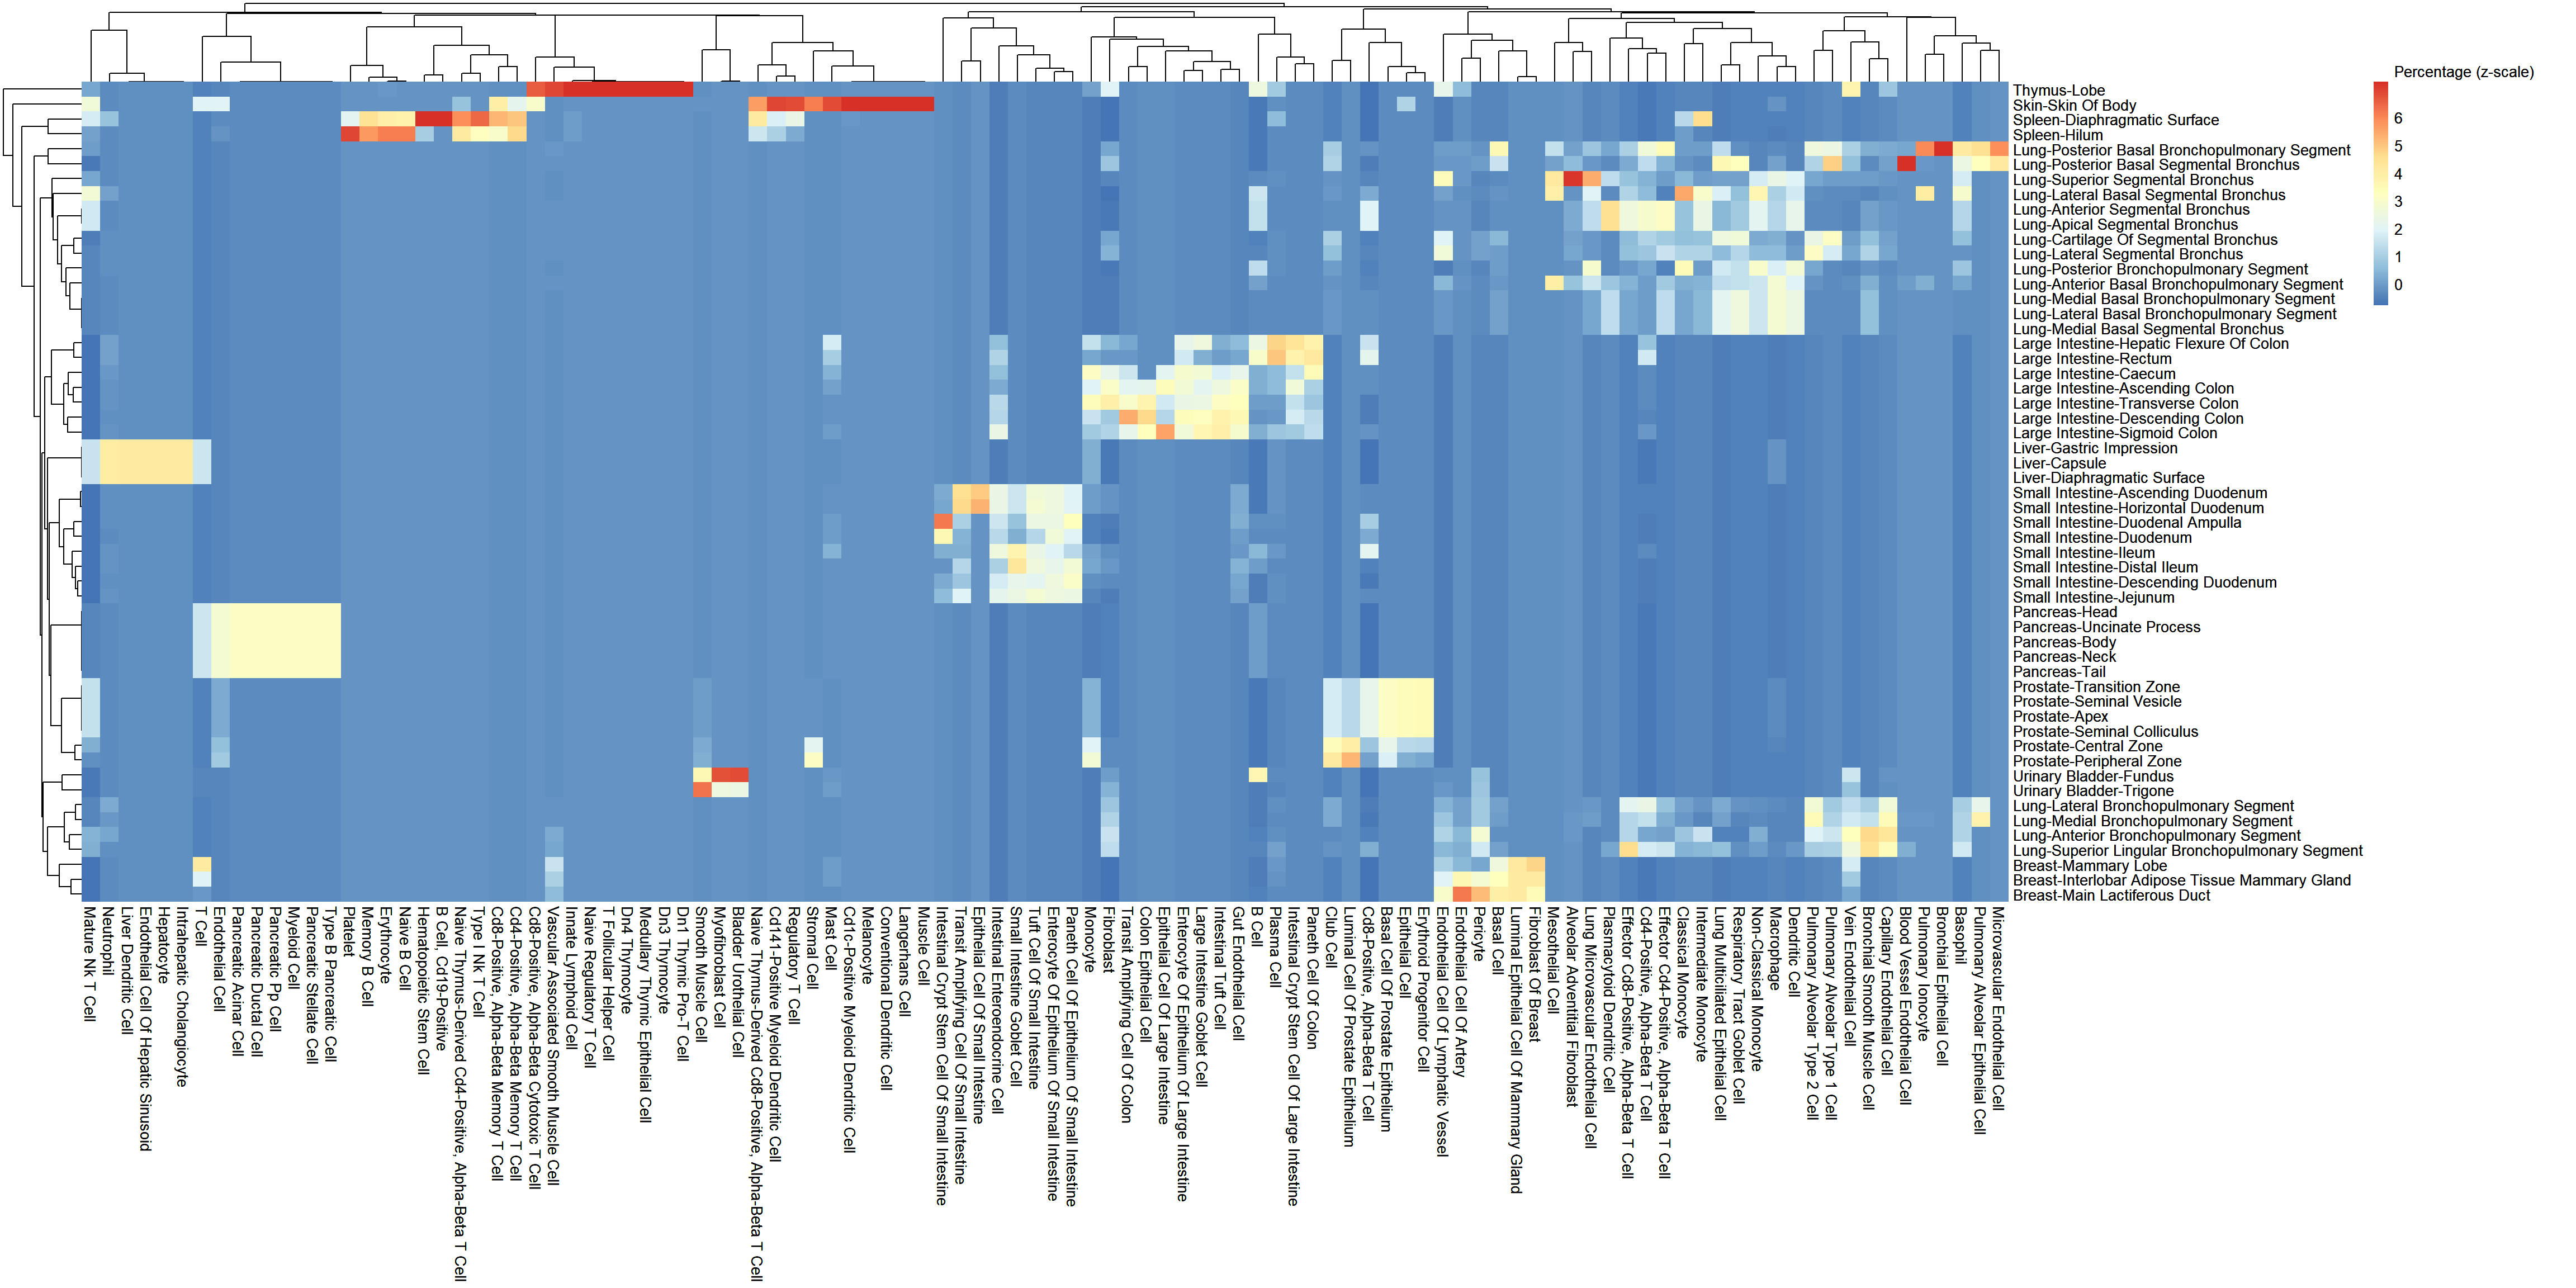 Percentage (z-scale)
6
5
4
3
2
1
0
Thymus-Lobe
Skin-Skin Of Body
Spleen-Diaphragmatic Surface
Spleen-Hilum
Lung-Posterior Basal Bronchopulmonary Segment
Lung-Posterior Basal Segmental Bronchus
Lung-Superior Segmental Bronchus
Lung-Lateral Basal Segmental Bronchus
Lung-Anterior Segmental Bronchus
Lung-Apical Segmental Bronchus
Lung-Cartilage Of Segmental Bronchus
Lung-Lateral Segmental Bronchus
Lung-Posterior Bronchopulmonary Segment
Lung-Anterior Basal Bronchopulmonary Segment
Lung-Medial Basal Bronchopulmonary Segment
Lung-Lateral Basal Bronchopulmonary Segment
Lung-Medial Basal Segmental Bronchus
Large Intestine-Hepatic Flexure Of Colon
Large Intestine-Rectum
Large Intestine-Caecum
Large Intestine-Ascending Colon
Large Intestine-Transverse Colon
Large Intestine-Descending Colon
Large Intestine-Sigmoid Colon
Liver-Gastric Impression
Liver-Capsule
Liver-Diaphragmatic Surface
Small Intestine-Ascending Duodenum
Small Intestine-Horizontal Duodenum
Small Intestine-Duodenal Ampulla
Small Intestine-Duodenum
Small Intestine-Ileum
Small Intestine-Distal Ileum
Small Intestine-Descending Duodenum
Small Intestine-Jejunum
Pancreas-Head
Pancreas-Uncinate Process
Pancreas-Body
Pancreas-Neck
Pancreas-Tail
Prostate-Transition Zone
Prostate-Seminal Vesicle
Prostate-Apex
Prostate-Seminal Colliculus
Prostate-Central Zone
Prostate-Peripheral Zone
Urinary Bladder-Fundus
Urinary Bladder-Trigone
Lung-Lateral Bronchopulmonary Segment
Lung-Medial Bronchopulmonary Segment
Lung-Anterior Bronchopulmonary Segment
Lung-Superior Lingular Bronchopulmonary Segment
Breast-Mammary Lobe
Breast-Interlobar Adipose Tissue Mammary Gland
Breast-Main Lactiferous Duct
Mature Nk T Cell
Neutrophil
Liver Dendritic Cell
Endothelial Cell Of Hepatic Sinusoid
Hepatocyte
Intrahepatic Cholangiocyte
T Cell
Endothelial Cell
Pancreatic Acinar Cell
Pancreatic Ductal Cell
Pancreatic Pp Cell
Myeloid Cell
Pancreatic Stellate Cell
Type B Pancreatic Cell
Platelet
Memory B Cell
Erythrocyte
Naive B Cell
Hematopoietic Stem Cell
B Cell, Cd19-Positive
Naive Thymus-Derived Cd4-Positive, Alpha-Beta T Cell
Type I Nk T Cell
Cd8-Positive, Alpha-Beta Memory T Cell
Cd4-Positive, Alpha-Beta Memory T Cell
Cd8-Positive, Alpha-Beta Cytotoxic T Cell
Vascular Associated Smooth Muscle Cell
Innate Lymphoid Cell
Naive Regulatory T Cell
T Follicular Helper Cell
Dn4 Thymocyte
Medullary Thymic Epithelial Cell
Dn3 Thymocyte
Dn1 Thymic Pro-T Cell
Smooth Muscle Cell
Myofibroblast Cell
Bladder Urothelial Cell
Naive Thymus-Derived Cd8-Positive, Alpha-Beta T Cell
Cd141-Positive Myeloid Dendritic Cell
Regulatory T Cell
Stromal Cell
Mast Cell
Cd1c-Positive Myeloid Dendritic Cell
Melanocyte
Conventional Dendritic Cell
Langerhans Cell
Muscle Cell
Intestinal Crypt Stem Cell Of Small Intestine
Transit Amplifying Cell Of Small Intestine
Epithelial Cell Of Small Intestine
Intestinal Enteroendocrine Cell
Small Intestine Goblet Cell
Tuft Cell Of Small Intestine
Enterocyte Of Epithelium Of Small Intestine
Paneth Cell Of Epithelium Of Small Intestine
Monocyte
Fibroblast
Transit Amplifying Cell Of Colon
Colon Epithelial Cell
Epithelial Cell Of Large Intestine
Enterocyte Of Epithelium Of Large Intestine
Large Intestine Goblet Cell
Intestinal Tuft Cell
Gut Endothelial Cell
B Cell
Plasma Cell
Intestinal Crypt Stem Cell Of Large Intestine
Paneth Cell Of Colon
Club Cell
Luminal Cell Of Prostate Epithelium
Cd8-Positive, Alpha-Beta T Cell
Basal Cell Of Prostate Epithelium
Epithelial Cell
Erythroid Progenitor Cell
Endothelial Cell Of Lymphatic Vessel
Endothelial Cell Of Artery
Pericyte
Basal Cell
Luminal Epithelial Cell Of Mammary Gland
Fibroblast Of Breast
Mesothelial Cell
Alveolar Adventitial Fibroblast
Lung Microvascular Endothelial Cell
Plasmacytoid Dendritic Cell
Effector Cd8-Positive, Alpha-Beta T Cell
Cd4-Positive, Alpha-Beta T Cell
Effector Cd4-Positive, Alpha-Beta T Cell
Classical Monocyte
Intermediate Monocyte
Lung Multiciliated Epithelial Cell
Respiratory Tract Goblet Cell
Non-Classical Monocyte
Macrophage
Dendritic Cell
Pulmonary Alveolar Type 2 Cell
Pulmonary Alveolar Type 1 Cell
Vein Endothelial Cell
Bronchial Smooth Muscle Cell
Capillary Endothelial Cell
Blood Vessel Endothelial Cell
Pulmonary Ionocyte
Bronchial Epithelial Cell
Basophil
Pulmonary Alveolar Epithelial Cell
Microvascular Endothelial Cell